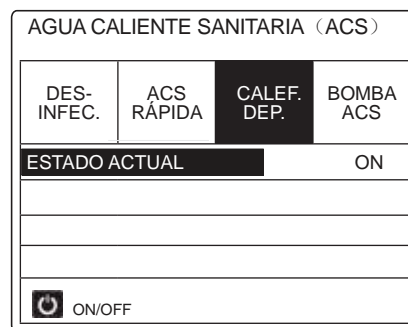 AGUA CALIENTE SANITARIA（ACS）
DES-
INFEC.
ACS
RÁPIDA
CALEF.
DEP.
BOMBA
ACS
ESTADO ACTUAL ON
ON/OFF